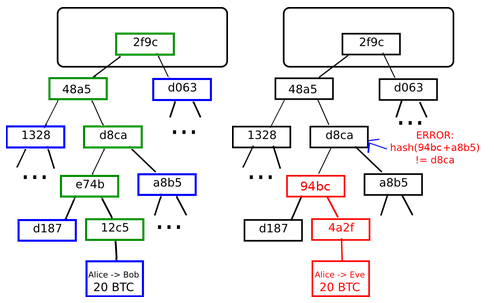 2f9c
48a5
d063
1328
d8ca
...
...
e74b
a8b5
d187
12c5
...
Alice -> Bob
20 BTC
2f9c
48a5
d063
1328
d8ca
...
ERROR:
hash(94bc+a8b5)
!= d8ca
...
94bc
a8b5
d187
4a2f
...
Alice -> Eve
20 BTC